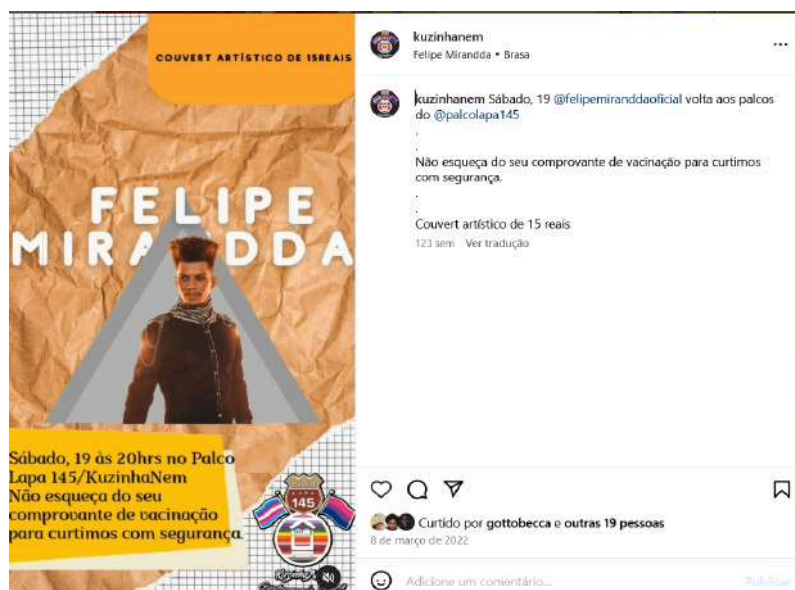 COUVERT ARTÍSTICO DE 15REAIS
FELIPE
MIRANDDA
Sábado, 19 às 20hrs no Palco
Lapa 145/KuzinhaNem
Não esqueça do seu
comprovante de vacinação
para curtimos com segurança.
LAPA
145
kuzinhanem
Felipe Mirandda • Brasa
kuzinhanem Sábado, 19 @felipemiranddaoficial volta aos palcos
do @palcolapa145
.
.
Não esqueça do seu comprovante de vacinação para curtimos
com segurança.
.
.
Couvert artístico de 15 reais
123 sem Ver tradução
Curtido por gottobecca e outras 19 pessoas
8 de março de 2022
Adicione um comentário...
Publicar